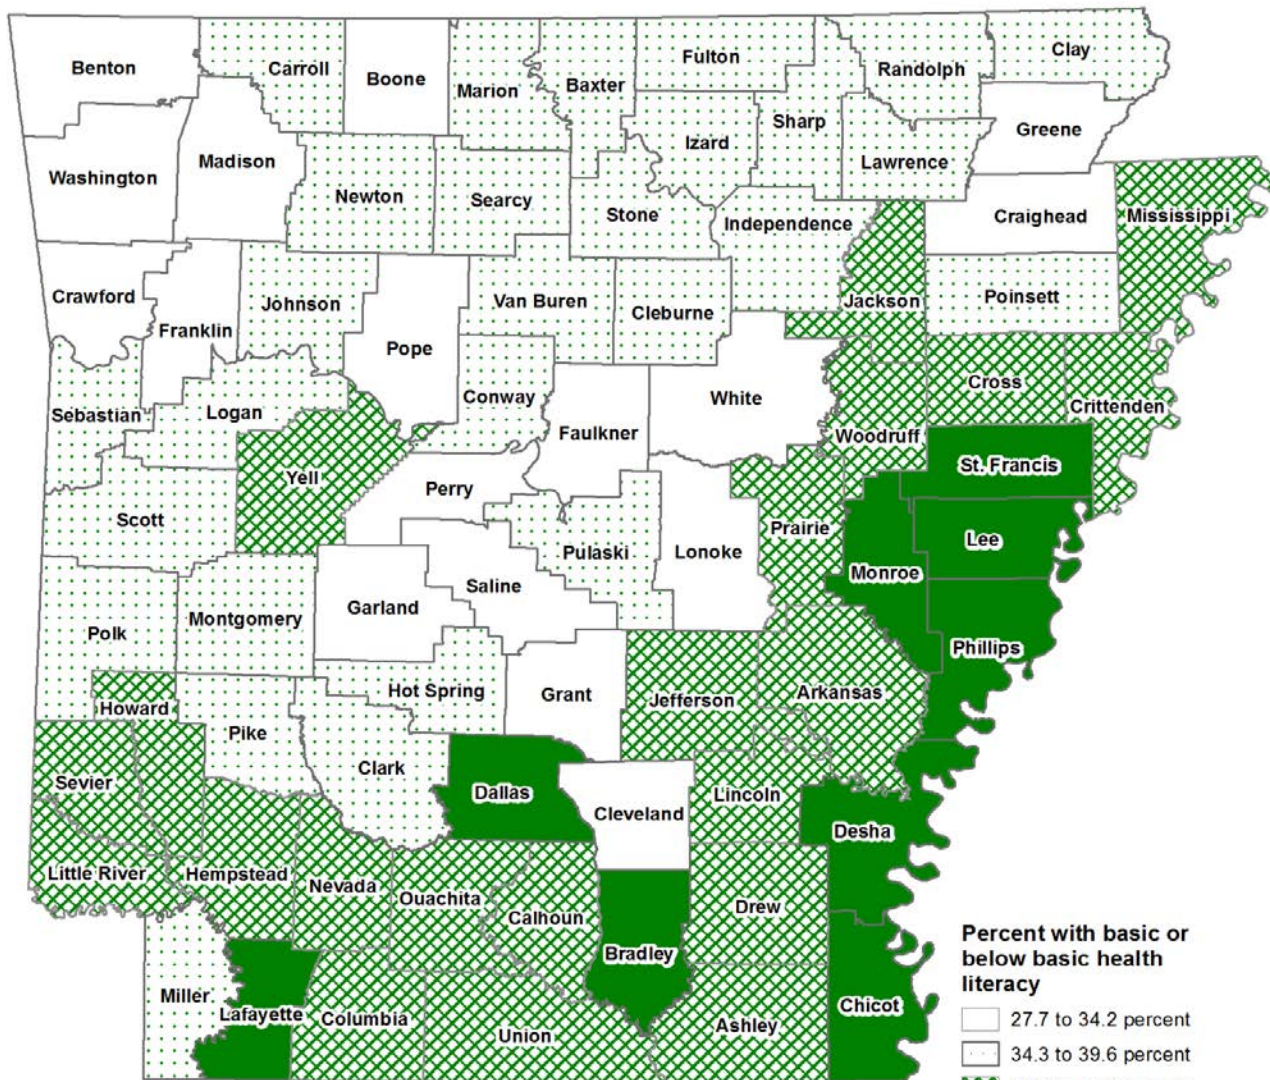 Benton
Carroll
Boone
Marion
Baxter
Fulton
Randolph
Clay
Sharp
Izard
Greene
Washington
Madison
Newton
Searcy
Stone
Lawrence
Independence
Craighead
Mississippi
Crawford
Franklin
Johnson
Pope
Van Buren
Cleburne
Jackson
Poinsett
Sebastian
Logan
Conway
Faulkner
White
Woodruff
Cross
Crittenden
Yell
Perry
St. Francis
Scott
Pulaski
Lonoke
Prairie
Monroe
Lee
Saline
Garland
Polk
Montgomery
Phillips
Hot Spring
Grant
Jefferson
Arkansas
Howard
Pike
Clark
Sevier
Dallas
Cleveland
Lincoln
Desha
Little River
Hempstead
Nevada
Ouachita
Calhoun
Drew
Bradley
Miller
Lafayette
Columbia
Union
Ashley
Chicot
Percent with basic or
below basic health
literacy
27.7 to 34.2 percent
34.3 to 39.6 percent